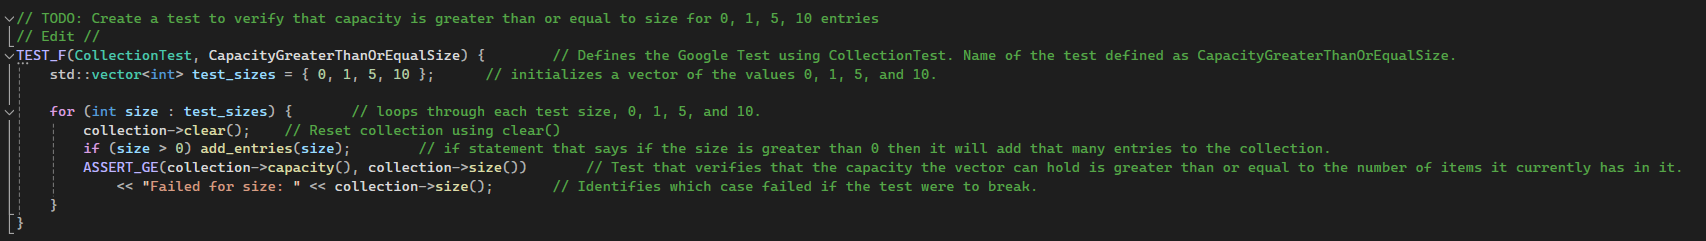 // TODO: Create a test to verify that capacity is greater than or equal to size for 0, 1, 5, 10 entries
// Edit //
TEST_F(CollectionTest, CapacityGreaterThanOrEqualSize) {        // Defines the Google Test using CollectionTest. Name of the test defined as CapacityGreaterThanOrEqualSize.
    std::vector<int> test_sizes = { 0, 1, 5, 10 };      // initializes a vector of the values 0, 1, 5, and 10.
    for (int size : test_sizes) {       // loops through each test size, 0, 1, 5, and 10.
        collection->clear();    // Reset collection using clear()
        if (size > 0) add_entries(size);        // if statement that says if the size is greater than 0 then it will add that many entries to the collection.
        ASSERT_GE(collection->capacity(), collection->size())       // Test that verifies that the capacity the vector can hold is greater than or equal to the number of items it currently has in it.
            << "Failed for size: " << collection->size();       // Identifies which case failed if the test were to break.
    }
}